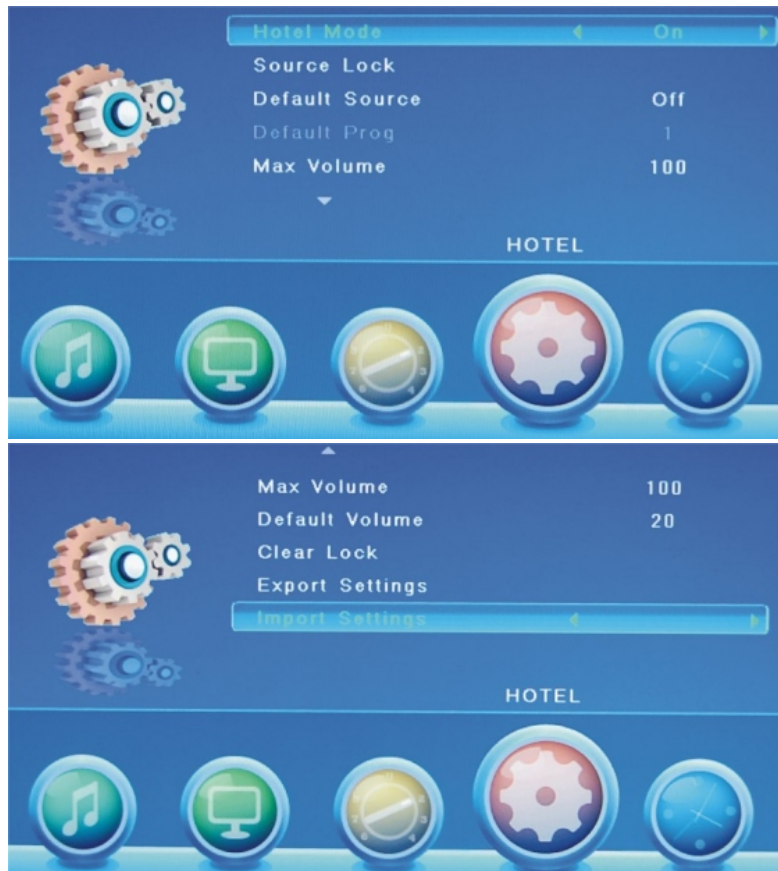 Hotel Mode On
Source Lock
Default Source Off
Default Prog 1
Max Volume 100
HOTEL
Max Volume 100
Default Volume 20
Clear Lock
Export Settings
Import Settings
HOTEL